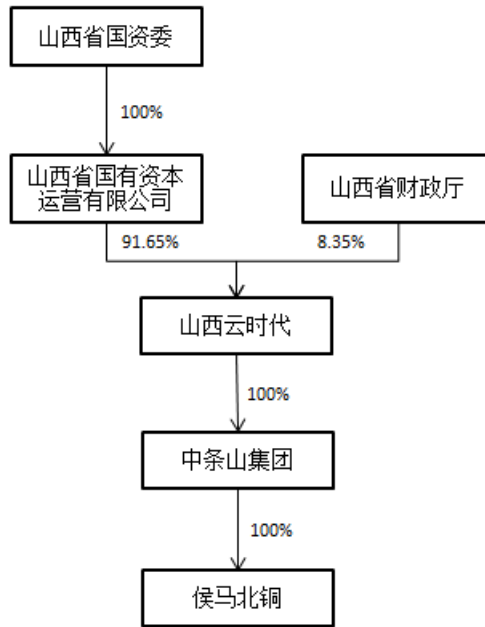 山西省国资委
100%
山西省国有资本
运营有限公司
山西省财政厅
91.65%
8.35%
山西云时代
100%
中条山集团
100%
侯马北铜